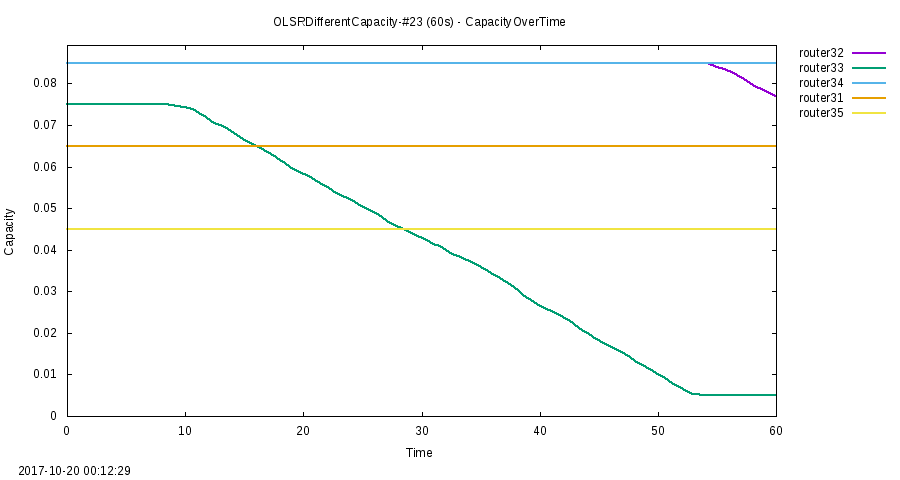 OLSRDifferentCapacity-#23 (60s) - CapacityOverTime
router32
router33
router34
router31
router35
Capacity
0.08
0.07
0.06
0.05
0.04
0.03
0.02
0.01
0
0 10 20 30 40 50 60
Time
2017-10-20 00:12:29